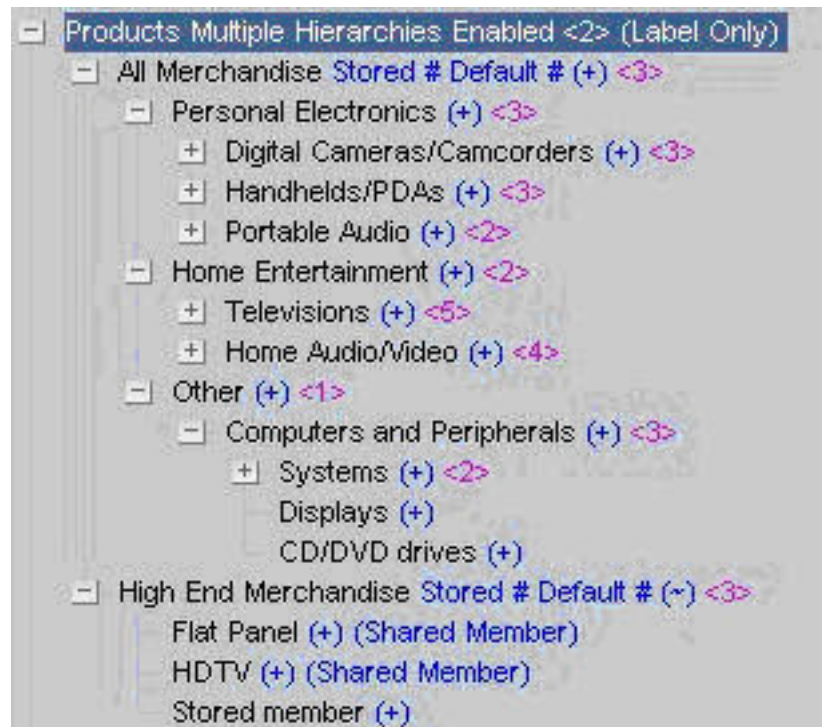 Products Multiple Hierarchies Enabled <2> (Label Only)
All Merchandise Stored # Default # (+) <3>
Personal Electronics (+) <3>
Digital Cameras/Camcorders (+) <3>
Handhelds/PDAs (+) <3>
Portable Audio (+) <2>
Home Entertainment (+) <2>
Televisions (+) <5>
Home Audio/Video (+) <4>
Other (+) <1>
Computers and Peripherals (+) <3>
Systems (+) <2>
Displays (+)
CD/DVD drives (+)
High End Merchandise Stored # Default # (~) <3>
Flat Panel (+) (Shared Member)
HDTV (+) (Shared Member)
Stored member (+)